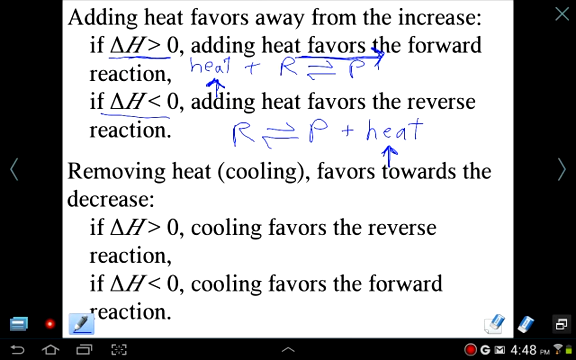 Adding heat favors away from the increase:
if ΔH > 0, adding heat favors the forward
reaction,
heat + R ⇌ P
if ΔH < 0, adding heat favors the reverse
reaction.
R ⇌ P + heat
Removing heat (cooling), favors towards the
decrease:
if ΔH > 0, cooling favors the reverse
reaction,
if ΔH < 0, cooling favors the forward
reaction.
G 4:48 PM